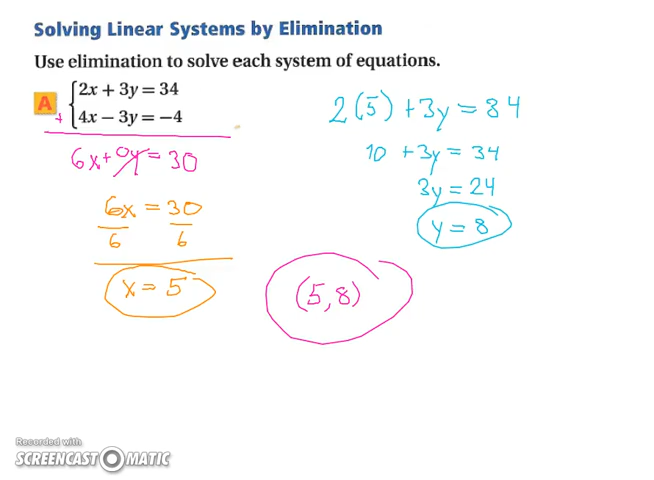 Solving Linear Systems by Elimination
Use elimination to solve each system of equations.
A
2x + 3y = 34
+ 4x − 3y = −4
6x + 0y = 30
6x = 30
6 6
x = 5
2(5) + 3y = 34
10 + 3y = 34
3y = 24
y = 8
(5,8)
Recorded with
SCREENCAST O MATIC